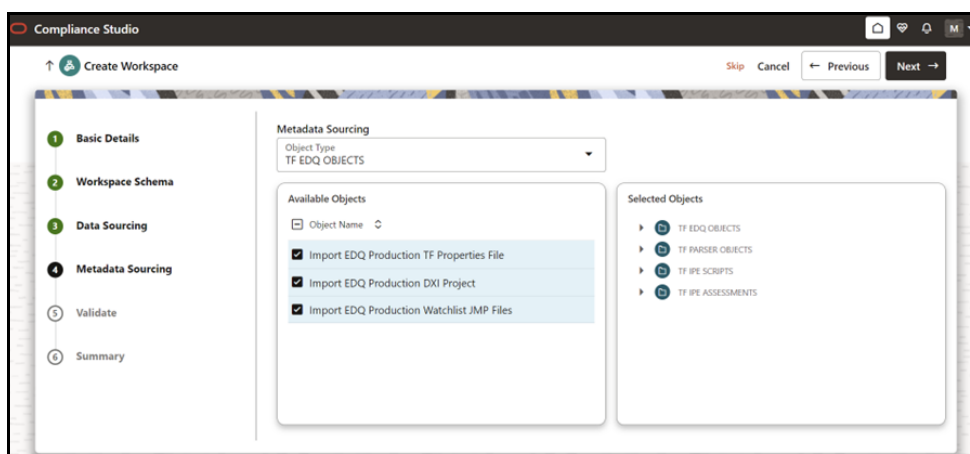 Compliance Studio
M
Create Workspace
Skip Cancel ← Previous Next →
1 Basic Details
2 Workspace Schema
3 Data Sourcing
4 Metadata Sourcing
5 Validate
6 Summary
Metadata Sourcing
Object Type
TF EDQ OBJECTS
Available Objects
Object Name
Import EDQ Production TF Properties File
Import EDQ Production DXI Project
Import EDQ Production Watchlist JMP Files
Selected Objects
TF EDQ OBJECTS
TF PARSER OBJECTS
TF IPE SCRIPTS
TF IPE ASSESSMENTS